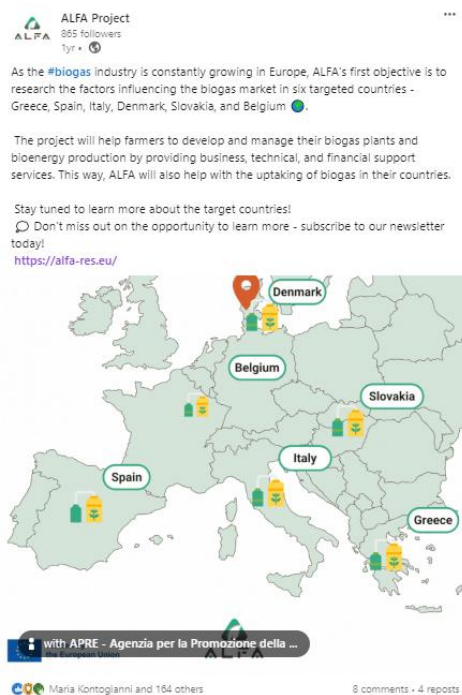 ALFA Project
ALFA
865 followers
1yr •
As the #biogas industry is constantly growing in Europe, ALFA's first objective is to
research the factors influencing the biogas market in six targeted countries -
Greece, Spain, Italy, Denmark, Slovakia, and Belgium
The project will help farmers to develop and manage their biogas plants and
bioenergy production by providing business, technical, and financial support
services. This way, ALFA will also help with the uptaking of biogas in their countries.
Stay tuned to learn more about the target countries!
Don't miss out on the opportunity to learn more - subscribe to our newsletter
today!
https://alfa-res.eu/
Denmark
Belgium
Slovakia
Italy
Spain
Greece
with APRE - Agenzia per la Promozione della ...
the European Union
ALFA
Maria Kontogianni and 164 others
8 comments • 4 reposts